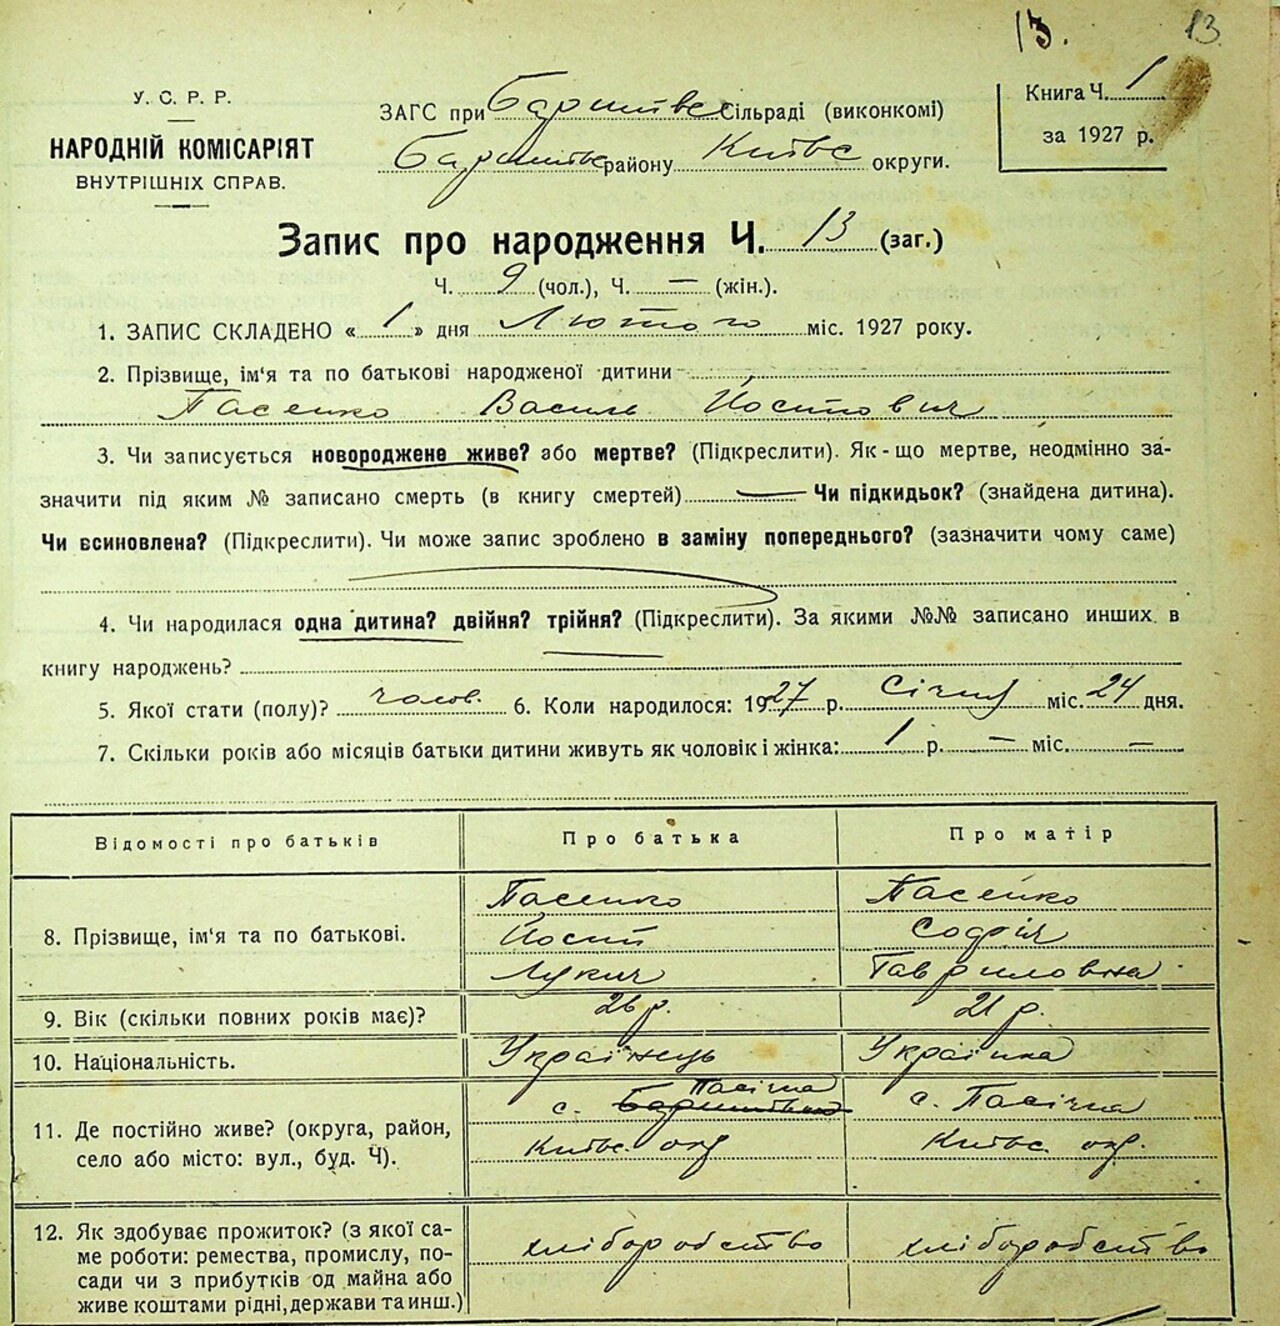 13. 13
У. С. Р. Р.
НАРОДНІЙ КОМІСАРІЯТ
ВНУТРІШНІХ СПРАВ.
ЗАГС при Баришівс Сільраді (виконкомі)
Баришівс району Київс округи.
Книга Ч. 1
за 1927 р.
Запис про народження Ч. 13 (заг.)
Ч. 9 (чол.), Ч. — (жін.).
1. ЗАПИС СКЛАДЕНО « 1 » дня Лютого міс. 1927 року.
2. Прізвище, ім'я та по батькові народженої дитини
Пасенко Василь Йосипович
3. Чи записується новороджене живе? або мертве? (Підкреслити). Як-що мертве, неодмінно за-
значити під яким № записано смерть (в книгу смертей) — Чи підкидьок? (знайдена дитина).
Чи всиновлена? (Підкреслити). Чи може запис зроблено в заміну попереднього? (зазначити чому саме)
4. Чи народилася одна дитина? двійня? трійня? (Підкреслити). За якими №№ записано инших в
книгу народжень?
5. Якої стати (полу)? чолов. 6. Коли народилося: 1927 р. Січня міс. 24 дня.
7. Скільки років або місяців батьки дитини живуть як чоловік і жінка: 1 р. — міс. —
Відомості про батьків Про батька Про матір
8. Прізвище, ім'я та по батькові.
Пасенко Пасенко
Йосип Софія
Лукич Гавриловна
9. Вік (скільки повних років має)? 26 р. 21 р.
10. Національність. Українець Українка
11. Де постійно живе? (округа, район,
село або місто: вул., буд. Ч).
с. Пасічна с. Пасічна
Київс. окр Київс. окр.
12. Як здобуває прожиток? (з якої са-
ме роботи: ремества, промислу, по-
сади чи з прибутків од майна або
живе коштами рідні, держави та инш.)
хліборобство хліборобство